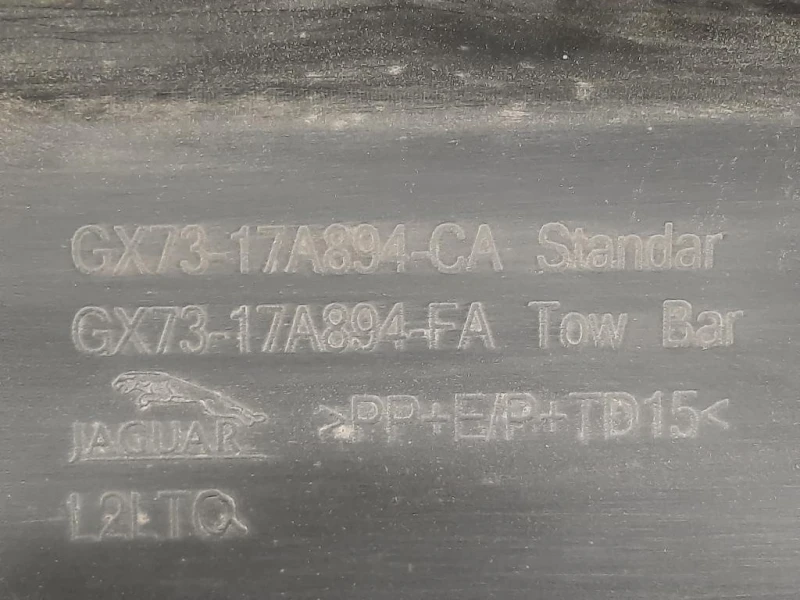 GX73-17A894-CA Standar
GX73-17A894-FA Tow Bar
JAGUAR >PP+E/P+TD15<
L2LTQ